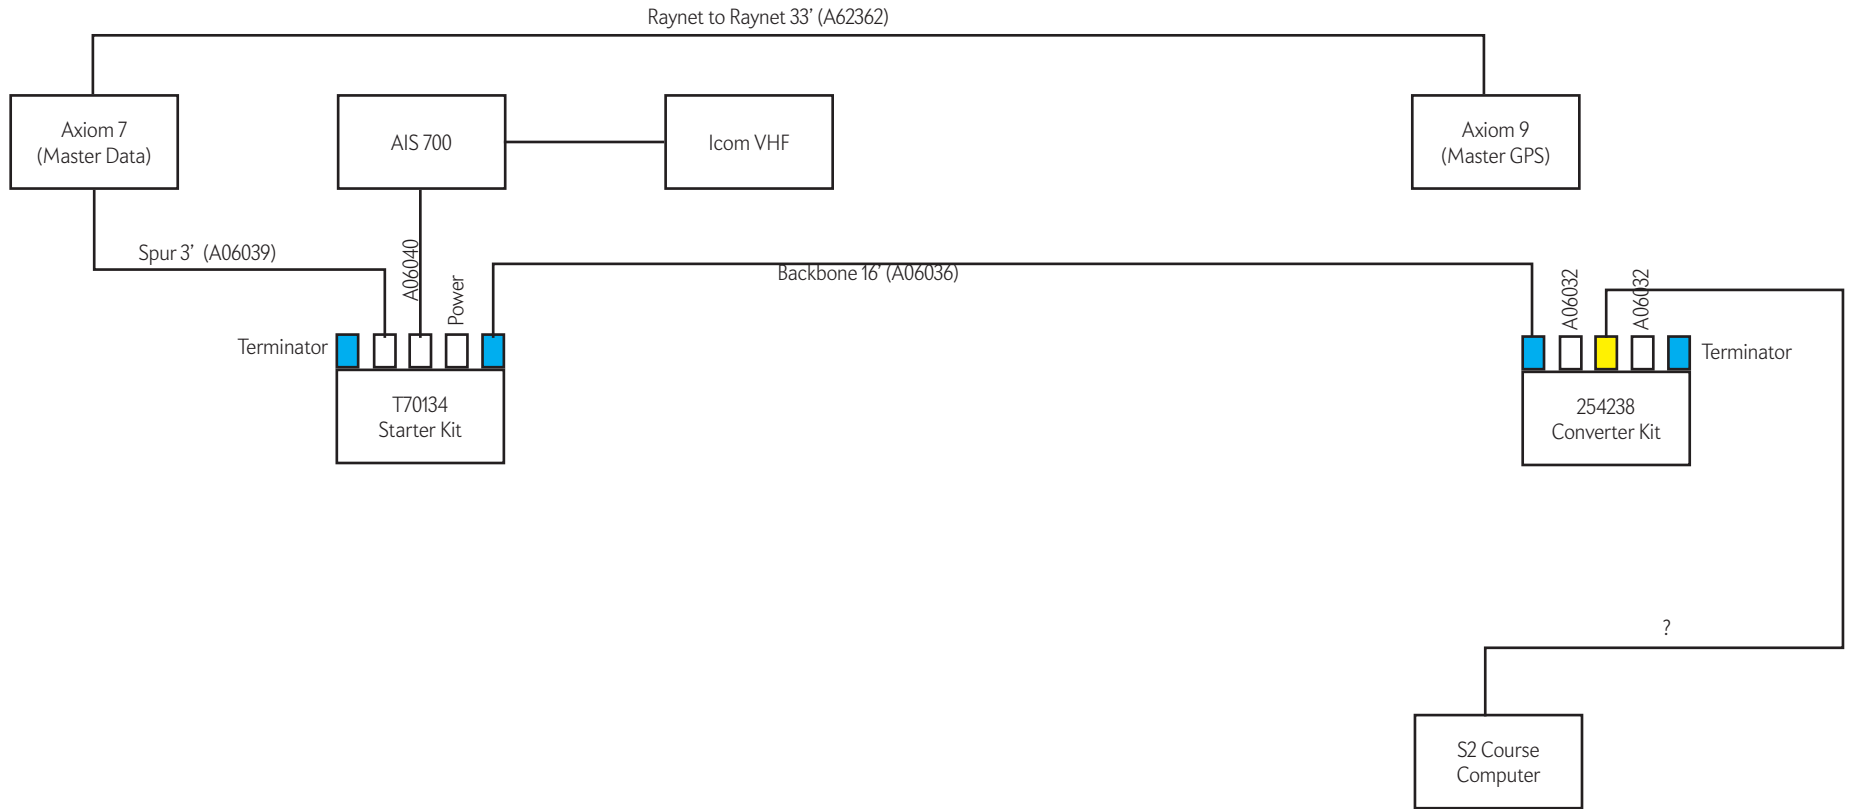 Raynet to Raynet 33’ (A62362)
Axiom 7
(Master Data)
AIS 700
Icom VHF
Axiom 9
(Master GPS)
Spur 3’ (A06039)
A06040
Power
Backbone 16’ (A06036)
A06032
A06032
Terminator
Terminator
T70134
Starter Kit
254238
Converter Kit
?
S2 Course
Computer